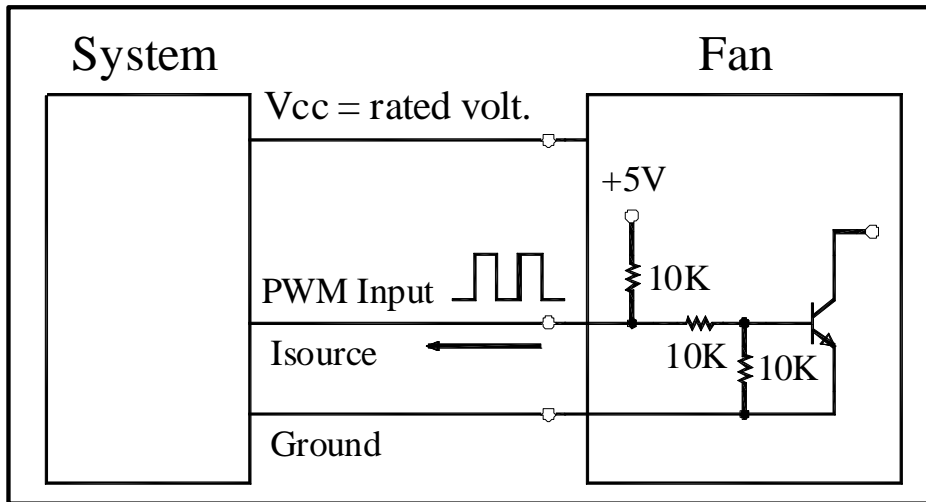 System
Fan
Vcc = rated volt.
+5V
10K
PWM Input
10K
10K
Isource
Ground